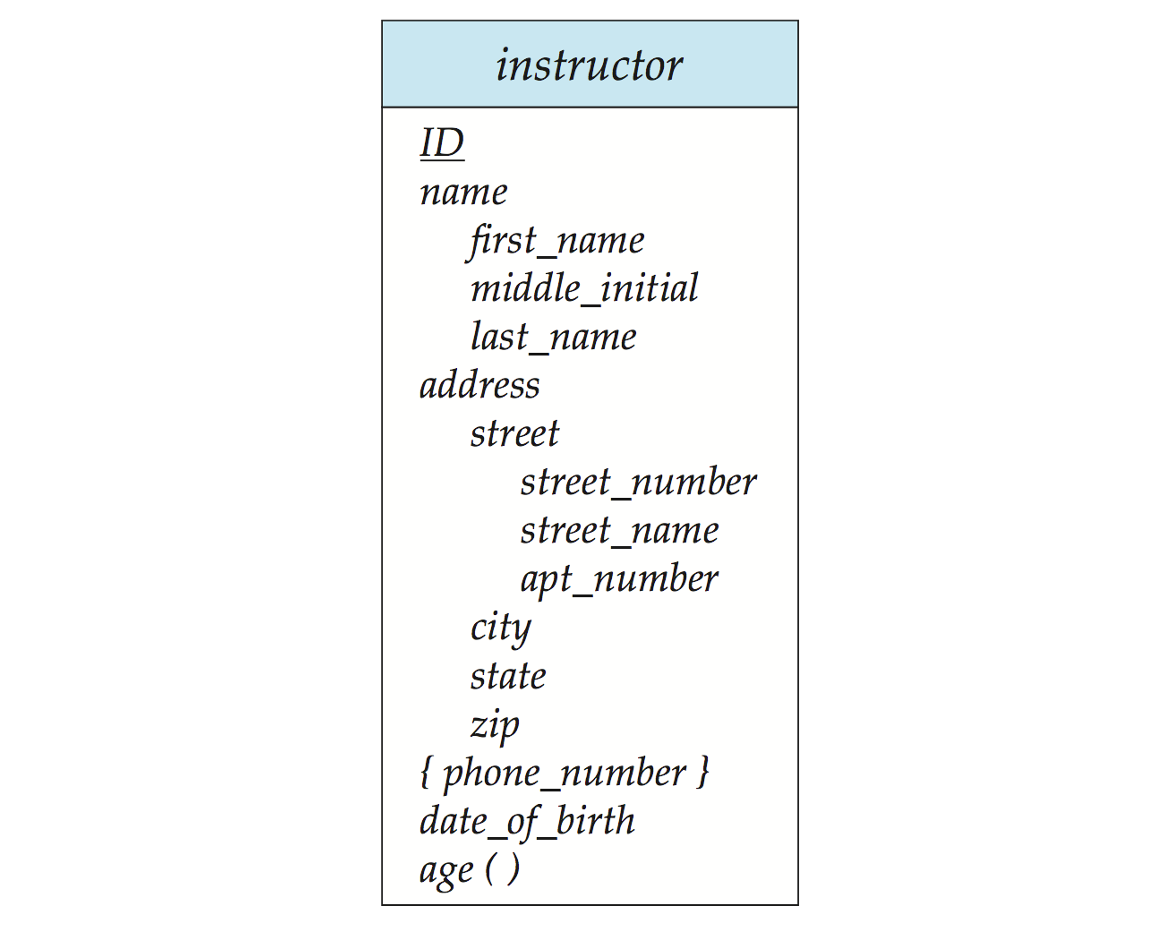 instructor
ID
name
first_name
middle_initial
last_name
address
street
street_number
street_name
apt_number
city
state
zip
{ phone_number }
date_of_birth
age ( )